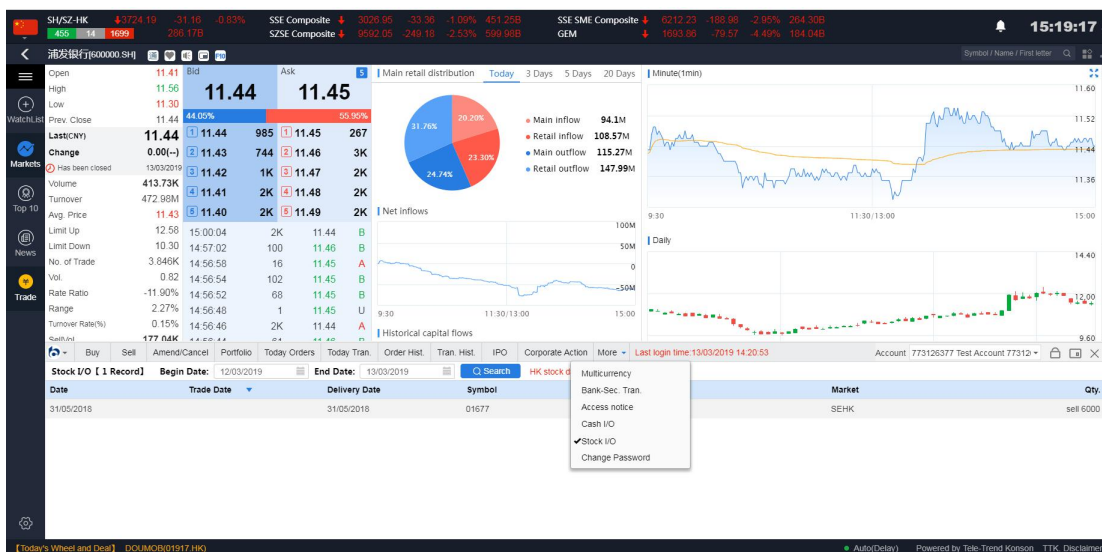 SH/SZ-HK 3724.19 -31.16 -0.83% SSE Composite 3026.95 -33.36 -1.09% 451.25B SSE SME Composite 6212.23 -188.98 -2.95% 264.30B
455 14 1699 286.17B SZSE Composite 9592.05 -249.18 -2.53% 599.98B GEM 1693.86 -79.57 -4.49% 184.04B
15:19:17
浦发银行[600000.SH] F10
Symbol / Name / First letter
WatchList
Markets
Top 10
News
Trade
Open 11.41
High 11.56
Low 11.30
Prev. Close 11.44
Last(CNY) 11.44
Change 0.00(--)
Has been closed 13/03/2019
Volume 413.73K
Turnover 472.98M
Avg. Price 11.43
Limit Up 12.58
Limit Down 10.30
No. of Trade 3.846K
Vol. 0.82
Rate Ratio -11.90%
Range 2.27%
Turnover Rate(%) 0.15%
Sell/Vol 177.04K
Bid Ask 5
11.44 11.45
44.05% 55.95%
1 11.44 985 1 11.45 267
2 11.43 744 2 11.46 3K
3 11.42 1K 3 11.47 2K
4 11.41 2K 4 11.48 2K
5 11.40 2K 5 11.49 2K
15:00:04 2K 11.44 B
14:57:02 100 11.46 B
14:56:58 16 11.45 A
14:56:54 102 11.45 B
14:56:52 68 11.45 B
14:56:48 1 11.45 U
14:56:46 2K 11.44 A
Main retail distribution Today 3 Days 5 Days 20 Days
31.76% 20.20%
24.74% 23.30%
Main inflow 94.1M
Retail inflow 108.57M
Main outflow 115.27M
Retail outflow 147.99M
Net inflows
100M
50M
0
-50M
9:30 11:30/13:00 15:00
Historical capital flows
Minute(1min)
11.60
11.52
11.44
11.36
9:30 11:30/13:00 15:00
Daily
14.40
12.00
9.60
Buy Sell Amend/Cancel Portfolio Today Orders Today Tran. Order Hist. Tran. Hist. IPO Corporate Action More Last login time:13/03/2019 14:20:53 Account 773126377 Test Account 77312
Stock I/O【 1 Record】 Begin Date: 12/03/2019 End Date: 13/03/2019 Search HK stock d
Date Trade Date Delivery Date Symbol Market Qty.
31/05/2018 31/05/2018 01677 SEHK sell 6000
Multicurrency
Bank-Sec. Tran.
Access notice
Cash I/O
✔Stock I/O
Change Password
【Today's Wheel and Deal】 DOUMOB(01917.HK) Auto(Delay) Powered by Tele-Trend Konson TTK. Disclaimer